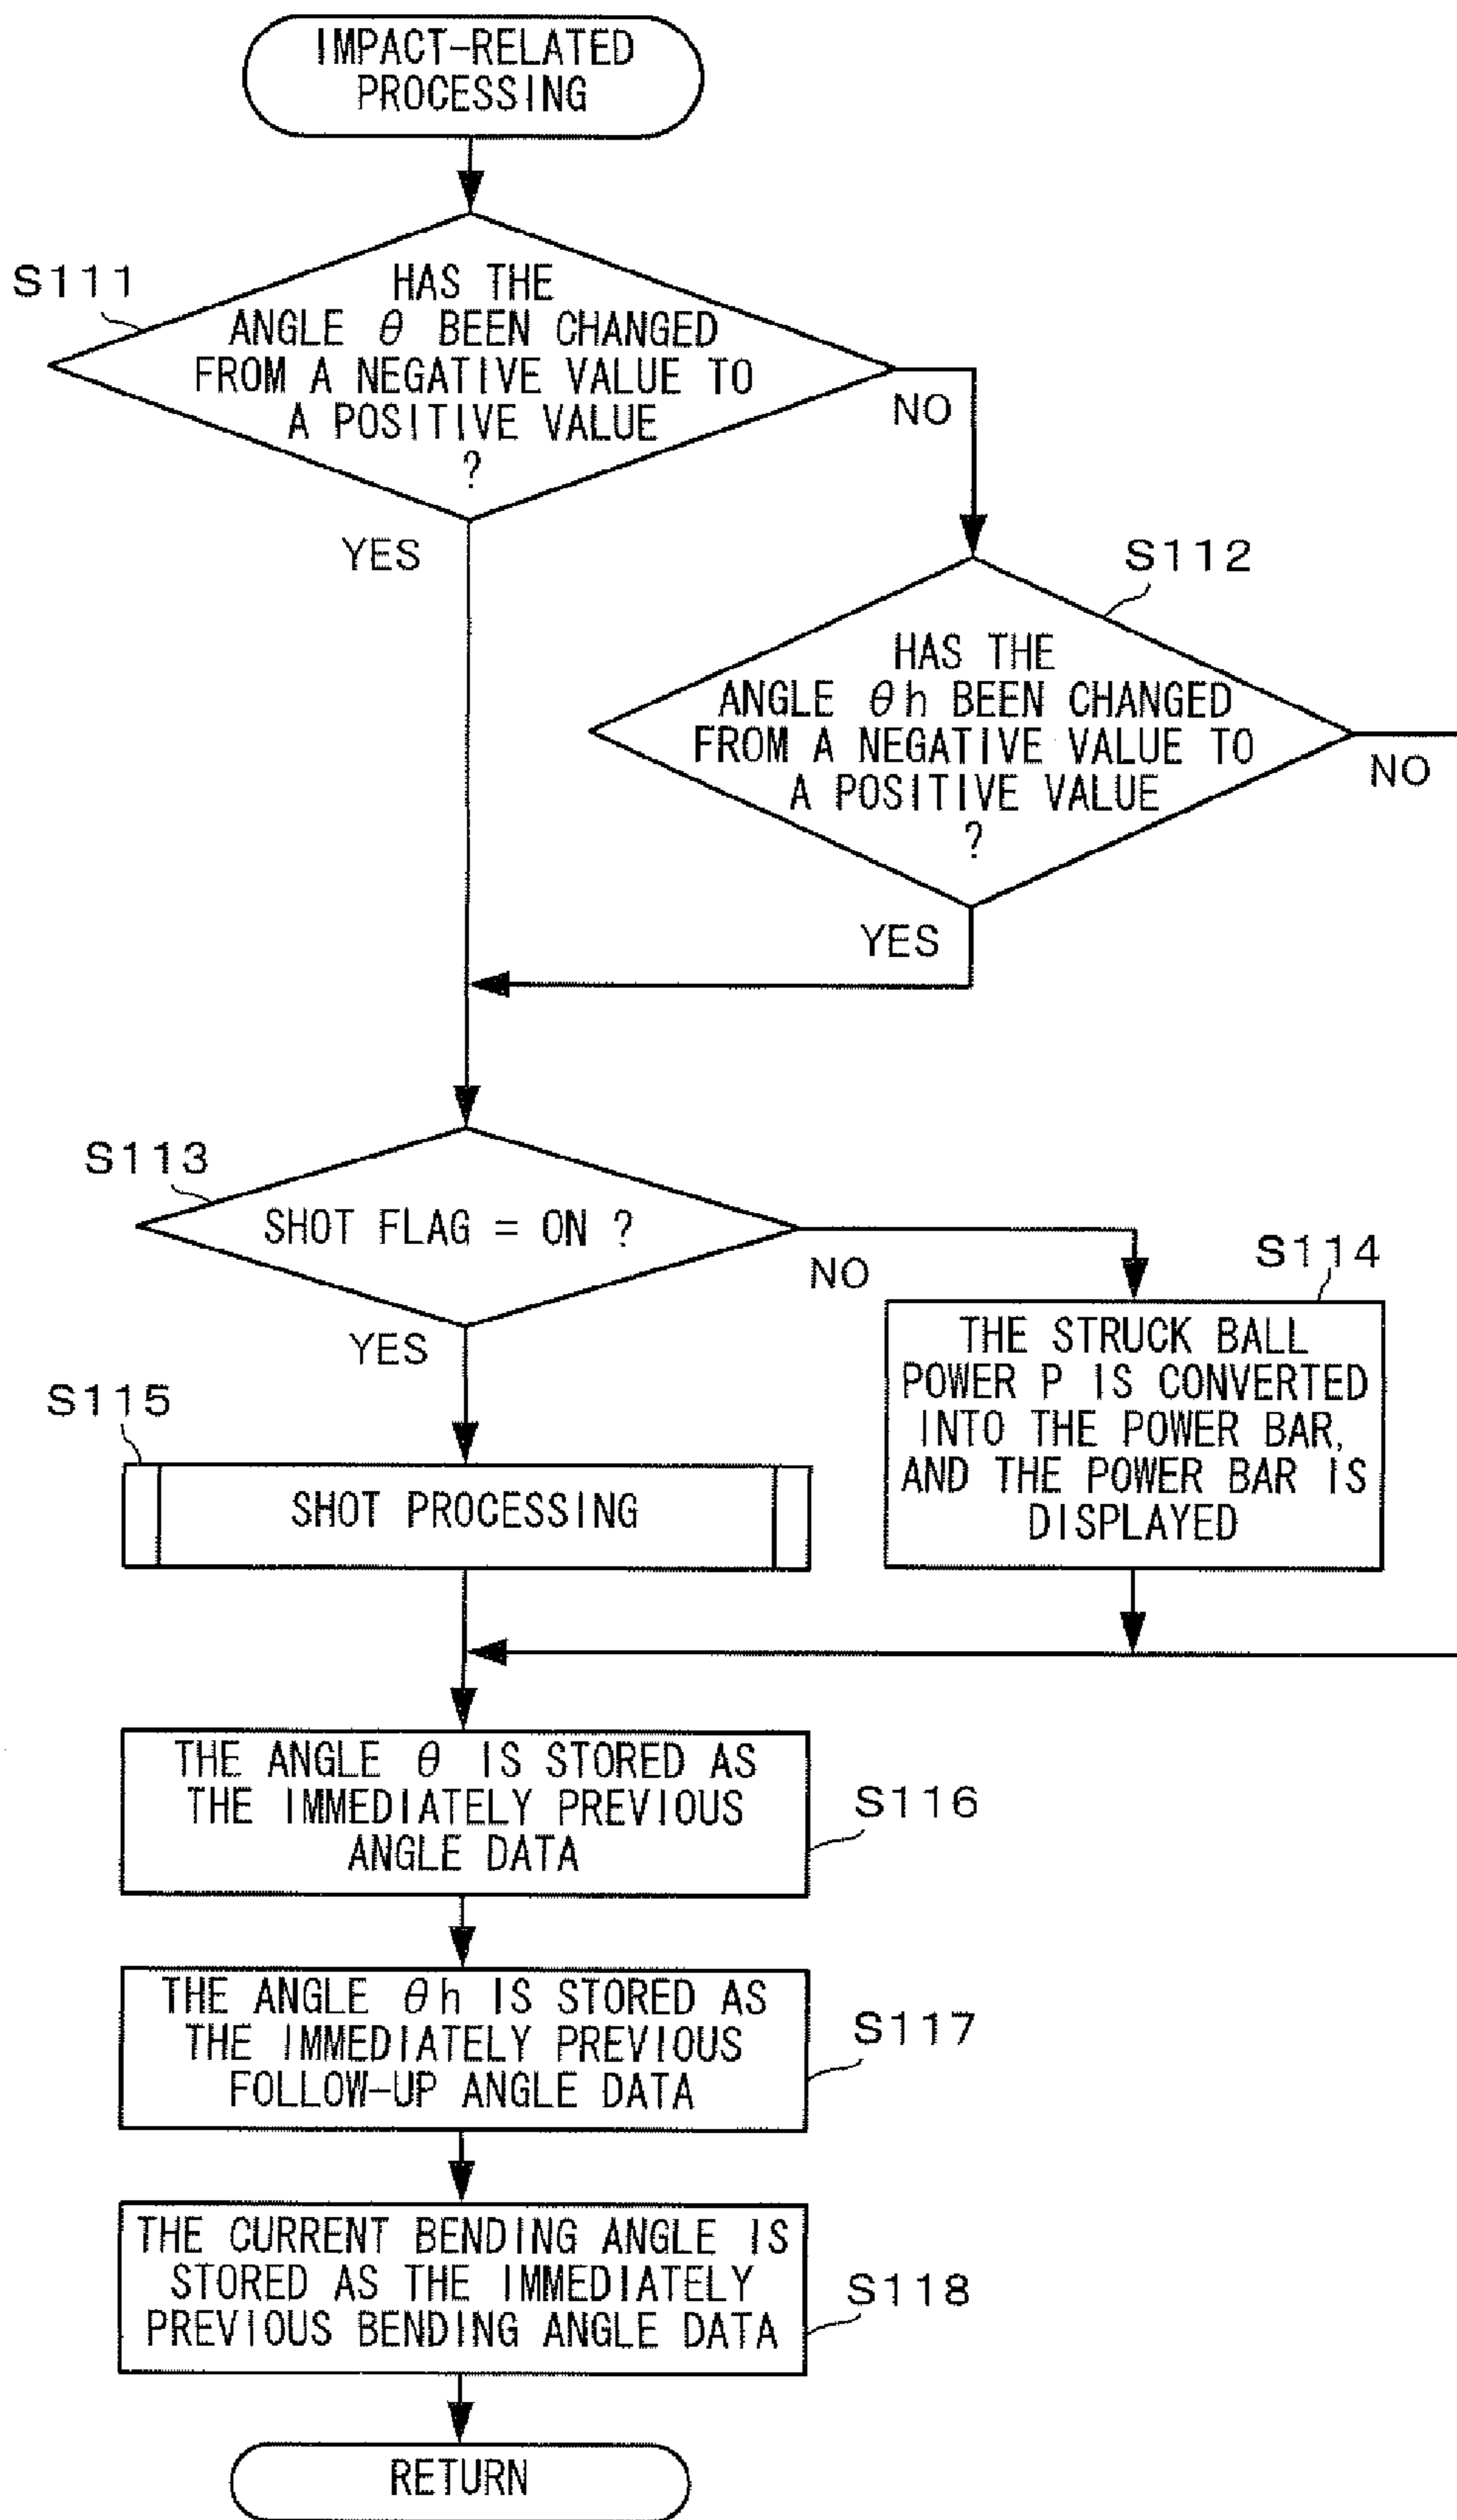 IMPACT-RELATED
PROCESSING
S111
HAS THE
ANGLE θ BEEN CHANGED
FROM A NEGATIVE VALUE TO
A POSITIVE VALUE
?
NO
YES
S112
HAS THE
ANGLE θh BEEN CHANGED
FROM A NEGATIVE VALUE TO
A POSITIVE VALUE
?
NO
YES
S113
SHOT FLAG = ON ?
NO
YES
S114
THE STRUCK BALL
POWER P IS CONVERTED
INTO THE POWER BAR,
AND THE POWER BAR IS
DISPLAYED
S115
SHOT PROCESSING
THE ANGLE θ IS STORED AS
THE IMMEDIATELY PREVIOUS
ANGLE DATA
S116
THE ANGLE θh IS STORED AS
THE IMMEDIATELY PREVIOUS
FOLLOW-UP ANGLE DATA
S117
THE CURRENT BENDING ANGLE IS
STORED AS THE IMMEDIATELY
PREVIOUS BENDING ANGLE DATA
S118
RETURN